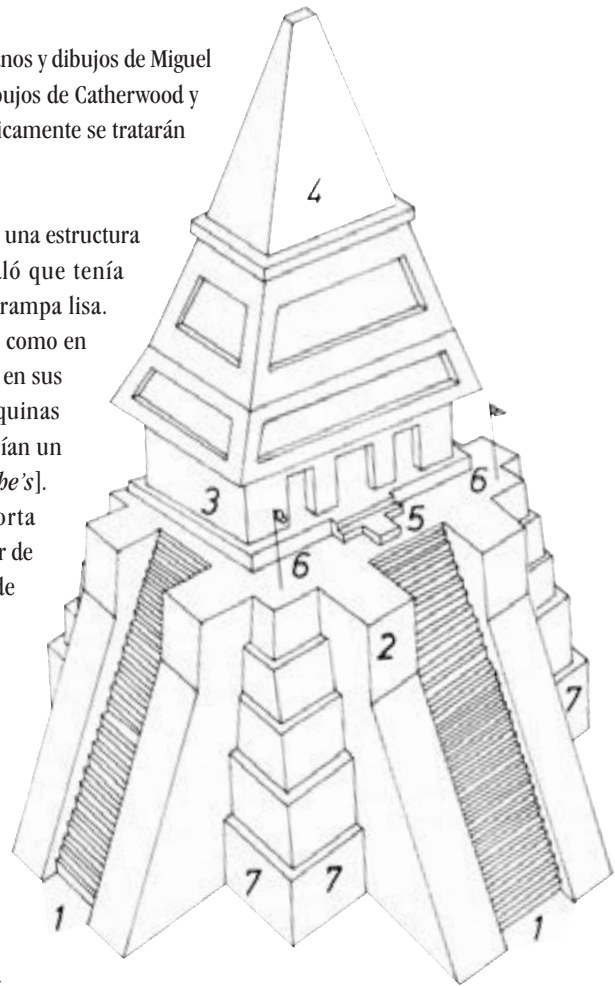 nos y dibujos de Miguel
bujos de Catherwood y
icamente se tratarán
una estructura
ló que tenía
rampa lisa.
como en
en sus
quinas
ían un
be's].
orta
r de
de
4
3
6
5
6
2
7
7
7
1
1